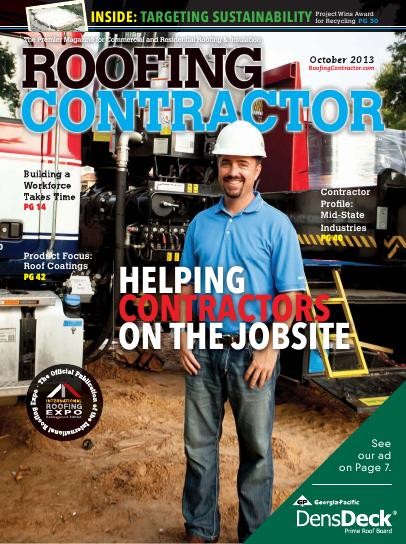 INSIDE: TARGETING SUSTAINABILITY Project Wins Award
for Recycling PG 30
The Premier Magazine for Commercial and Residential Roofing & Insulation
ROOFING
CONTRACTOR
October 2013
RoofingContractor.com
Building a
Workforce
Takes Time
PG 14
Contractor
Profile:
Mid-State
Industries
PG 40
Product Focus:
Roof Coatings
PG 42
HELPING
CONTRACTORS
ON THE JOBSITE
The Official Publication
of the International Roofing Expo
INTERNATIONAL
ROOFING
EXPO
See
our ad
on Page 7.
GP Georgia-Pacific
DensDeck®
Prime Roof Board